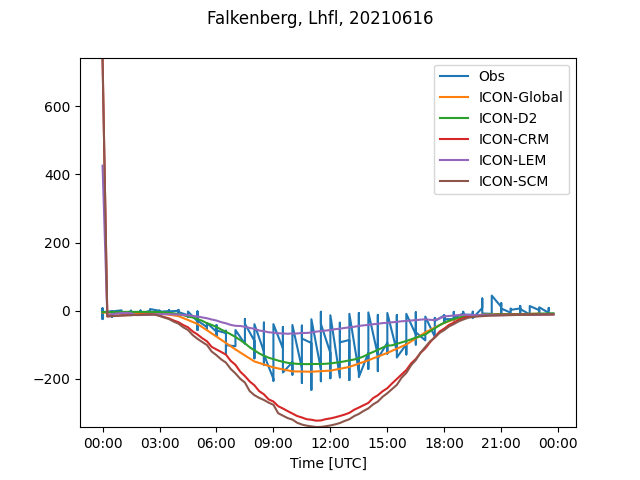 Falkenberg, Lhfl, 20210616
Obs
ICON-Global
ICON-D2
ICON-CRM
ICON-LEM
ICON-SCM
600
400
200
0
−200
00:00 03:00 06:00 09:00 12:00 15:00 18:00 21:00 00:00
Time [UTC]